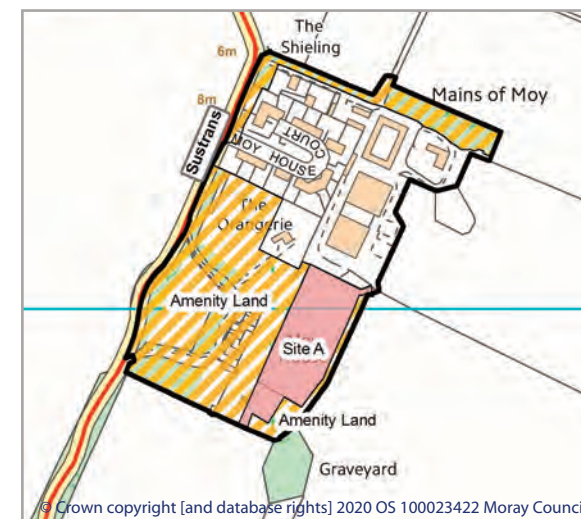 The
Shieling
6m
Mains of Moy
8m
Sustrans
MOY HOUSE
COURT
The
Orangerie
Amenity Land
Site A
Amenity Land
Graveyard
© Crown copyright [and database rights] 2020 OS 100023422 Moray Counci